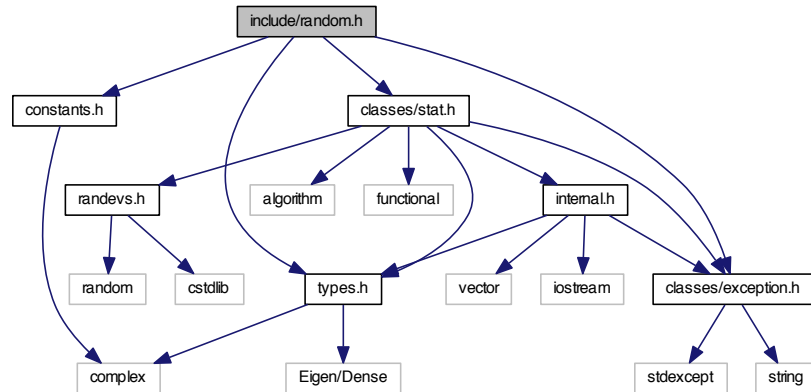 include/random.h
constants.h
classes/stat.h
randevs.h
algorithm
functional
internal.h
random
cstdlib
types.h
vector
iostream
classes/exception.h
complex
Eigen/Dense
stdexcept
string